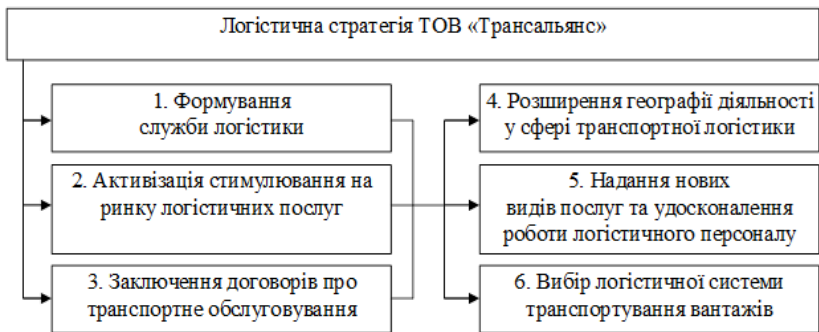 Логістична стратегія ТОВ «Трансальянс»
1. Формування
служби логістики
2. Активізація стимулювання на
ринку логістичних послуг
3. Заключення договорів про
транспортне обслуговування
4. Розширення географії діяльності
у сфері транспортної логістики
5. Надання нових
видів послуг та удосконалення
роботи логістичного персоналу
6. Вибір логістичної системи
транспортування вантажів